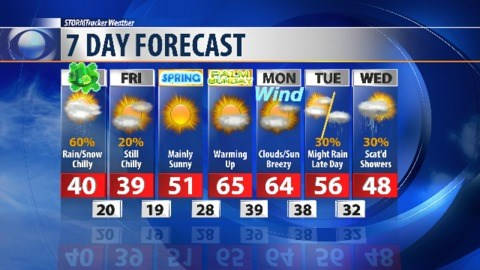 STORMTracker Weather
7 DAY FORECAST
FRI SPRING PALM SUNDAY MON TUE WED
Wind
60% 20% 30% 30%
Rain/Snow Chilly
Still Chilly
Mainly Sunny
Warming Up
Clouds/Sun Breezy
Might Rain Late Day
Scat'd Showers
40 39 51 65 64 56 48
20 19 28 39 38 32